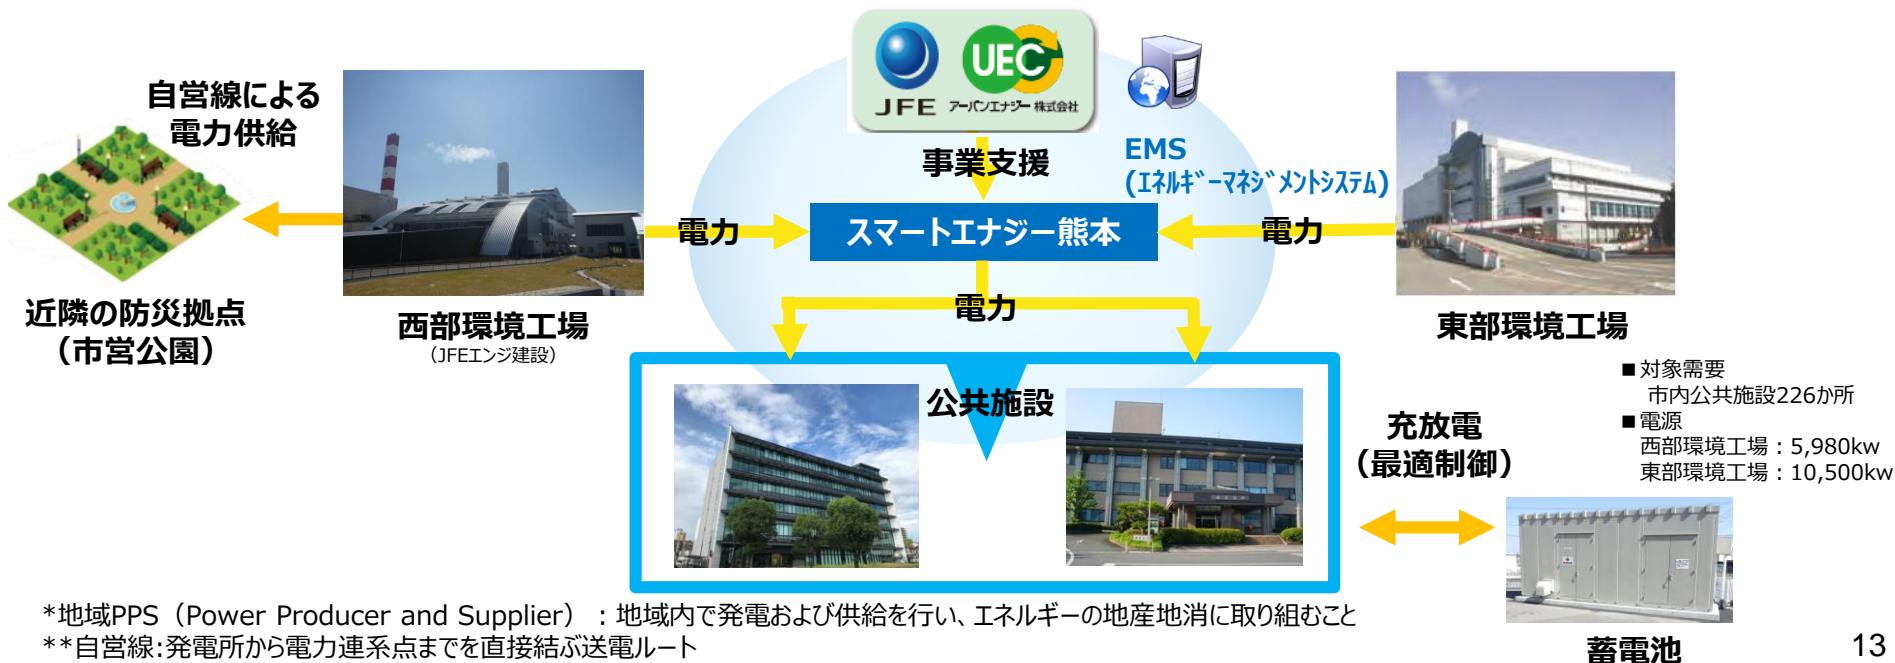 JFE
UEC
アーバンエナジー 株式会社
自営線による
電力供給
事業支援
EMS
(ｴﾈﾙｷﾞｰﾏﾈｼﾞﾒﾝﾄｼｽﾃﾑ)
電力
スマートエナジー熊本
電力
電力
近隣の防災拠点
（市営公園）
西部環境工場
（JFEエンジ建設）
東部環境工場
公共施設
■対象需要
市内公共施設226か所
■電源
西部環境工場：5,980kw
東部環境工場：10,500kw
充放電
（最適制御）
蓄電池
*地域PPS（Power Producer and Supplier）：地域内で発電および供給を行い、エネルギーの地産地消に取り組むこと
**自営線:発電所から電力連系点までを直接結ぶ送電ルート
13